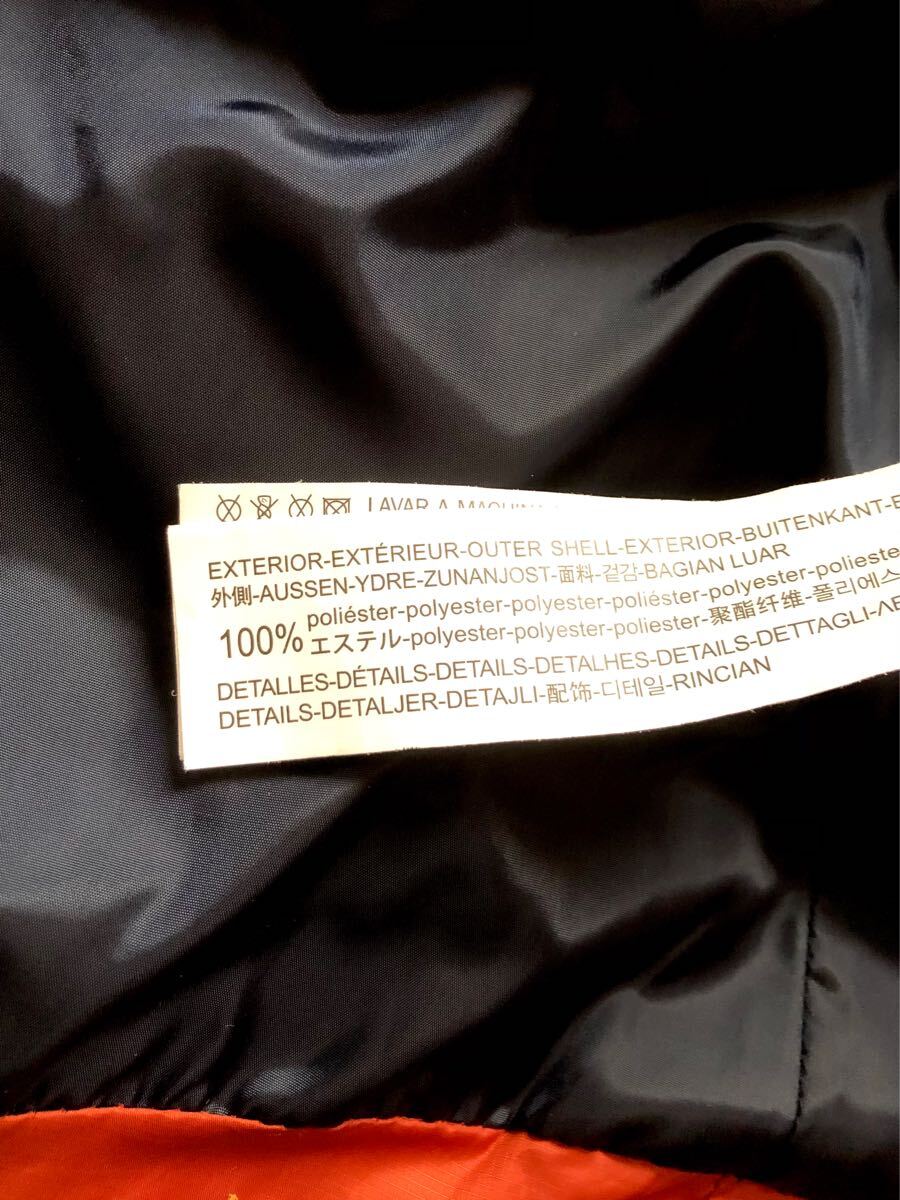 LAVAR A
EXTERIOR-EXTÉRIEUR-OUTER SHELL-EXTERIOR-BUITENKANT-E
外側-AUSSEN-YDRE-ZUNANJOST-面料-겉감-BAGIAN LUAR
100% poliéster-polyester-polyester-poliéster-polyester-polieste
エステル-polyester-polyester-poliester-聚酯纤维-폴리에스
DETALLES-DÉTAILS-DETAILS-DETALHES-DETAILS-DETTAGLI-ΛΕ
DETAILS-DETALJER-DETAJLI-配饰-디테일-RINCIAN